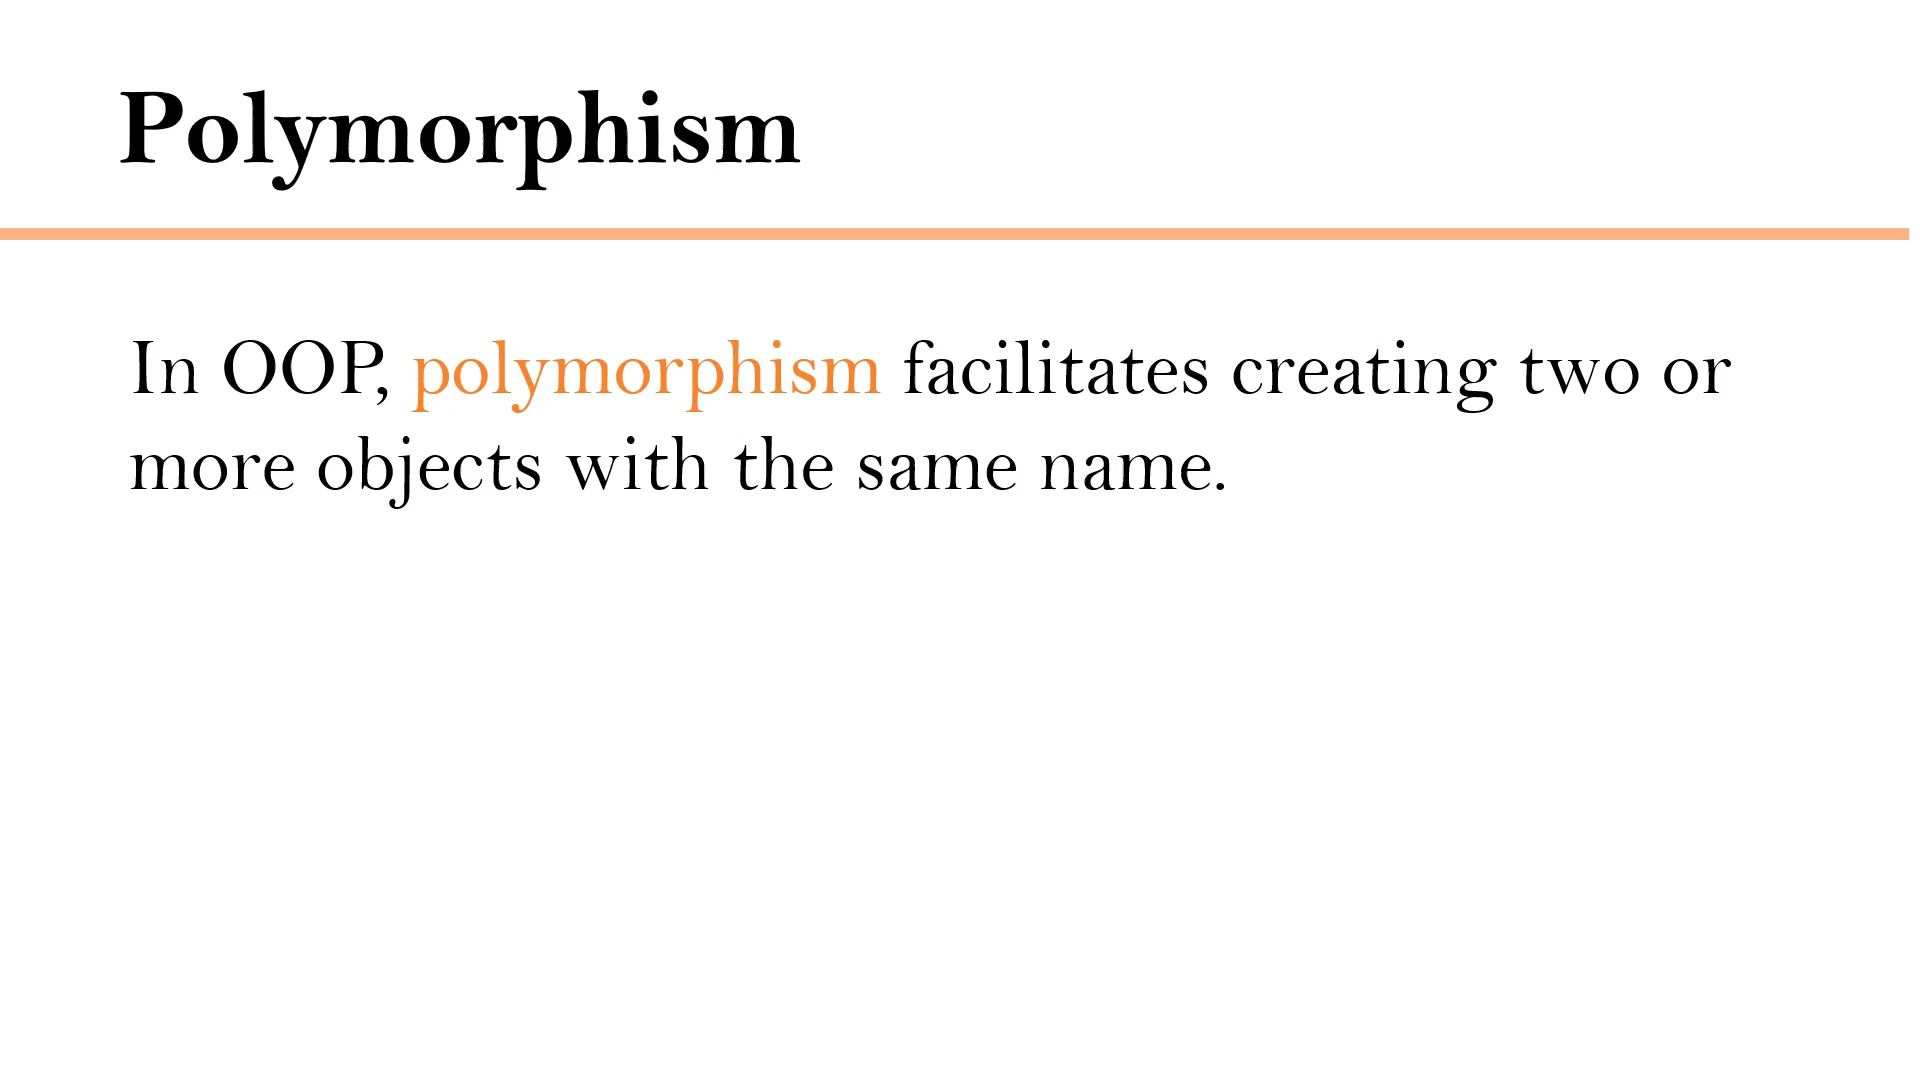 Polymorphism
In OOP, polymorphism facilitates creating two or
more objects with the same name.